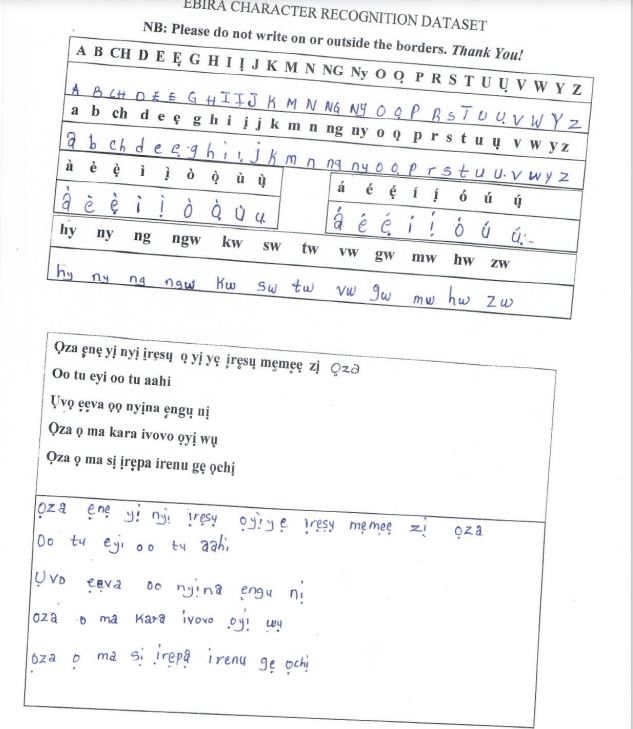 EBIRA CHARACTER RECOGNITION DATASET
NB: Please do not write on or outside the borders. Thank You!
A B CH D E Ẹ G H I Ị J K M N NG Ny O Ọ P R S T U Ụ V W Y Z
A B CH D E E G H I I J K M N NG NY O O P R S T U Ụ V W Y Z
a b ch d e ẹ g h i ị j k m n ng ny o ọ p r s t u ụ v w y z
a b ch d e ẹ g h i ị j k m n ng ny o ọ p r s t u u. v w y z
à è ẹ̀ ì ị̀ ò ọ̀ ù ụ̀
à è ẹ̀ ì ị̀ ò ọ̀ ù ụ
á é ẹ́ í ị́ ó ú ụ́
á é ẹ́ í ị́ ó ú ụ́
hy ny ng ngw kw sw tw vw gw mw hw zw
hy ny ng ngw kw sw tw vw gw mw hw zw
Ọza ẹnẹ yị nyị ịrẹsụ ọ yị yẹ ịrẹsụ mẹmẹẹ zị ọza
Oo tu eyi oo tu aahi
Ụvọ ẹẹva ọọ nyịna ẹngụ nị
Ọza ọ ma kara ivovo ọyị wụ
Ọza ọ ma sị ịrẹpa irenu gẹ ọchị
ọza ẹnẹ yị nyị ịrẹsụ ọyịyẹ ịrẹsụ mẹmẹẹ zị ọza
Oo tu eyi oo tu aahi
Ụvo ẹẹva oo nyịna ẹngu nị
oza o ma kara ivovo ọyị wụ
ọza ọ ma sị ịrẹpa irenu gẹ ọchị